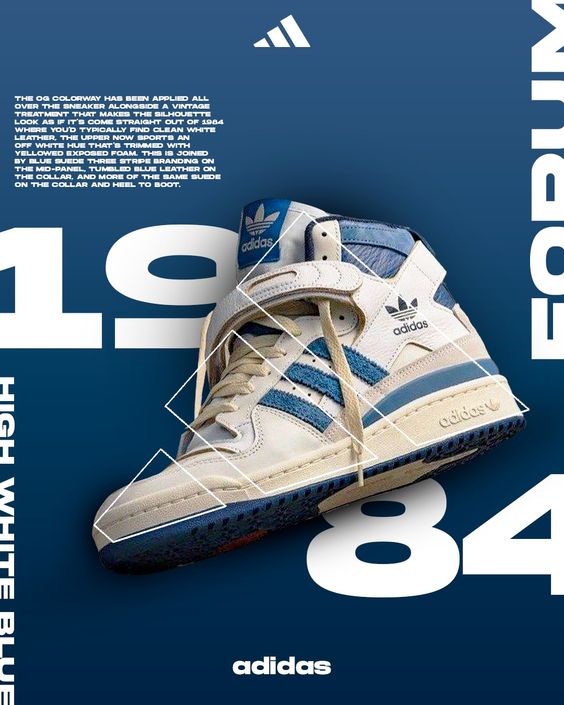 THE OG COLORWAY HAS BEEN APPLIED ALL
OVER THE SNEAKER ALONGSIDE A VINTAGE
TREATMENT THAT MAKES THE SILHOUETTE
LOOK AS IF IT'S COME STRAIGHT OUT OF 1984
WHERE YOU'D TYPICALLY FIND CLEAN WHITE
LEATHER, THE UPPER NOW SPORTS AN
OFF WHITE HUE THAT'S TRIMMED WITH
YELLOWED EXPOSED FOAM. THIS IS JOINED
BY BLUE SUEDE THREE STRIPE BRANDING ON
THE MID-PANEL, TUMBLED BLUE LEATHER ON
THE COLLAR, AND MORE OF THE SAME SUEDE
ON THE COLLAR AND HEEL TO BOOT.
FORUM
19
adidas
adidas
adidas
HIGH WHITE BLUE
84
adidas